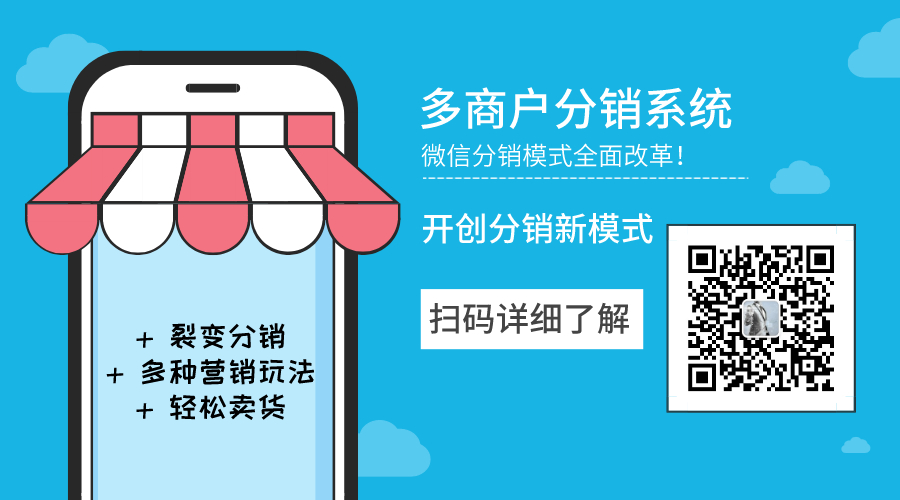 多商户分销系统
微信分销模式全面改革!
开创分销新模式
扫码详细了解
+ 裂变分销
+ 多种营销玩法
+ 轻松卖货